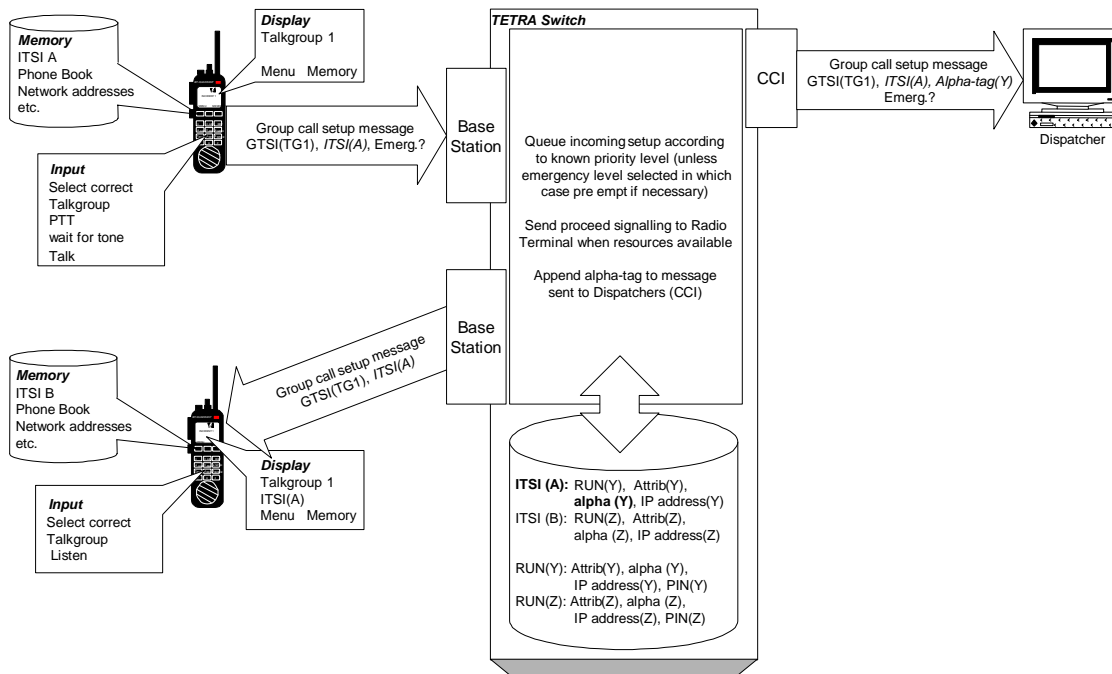 TETRA Switch
Memory
ITSI A
Phone Book
Network addresses
etc.
Display
Talkgroup 1
Menu Memory
Input
Select correct
Talkgroup
PTT
wait for tone
Talk
Group call setup message
GTSI(TG1), ITSI(A), Emerg.?
Base
Station
Queue incoming setup according
to known priority level (unless
emergency level selected in which
case pre empt if necessary)
Send proceed signalling to Radio
Terminal when resources available
Append alpha-tag to message
sent to Dispatchers (CCI)
CCI
Group call setup message
GTSI(TG1), ITSI(A), Alpha-tag(Y)
Emerg.?
Dispatcher
Base
Station
Group call setup message
GTSI(TG1), ITSI(A)
Memory
ITSI B
Phone Book
Network addresses
etc.
Input
Select correct
Talkgroup
Listen
Display
Talkgroup 1
ITSI(A)
Menu Memory
ITSI (A): RUN(Y), Attrib(Y),
alpha (Y), IP address(Y)
ITSI (B): RUN(Z), Attrib(Z),
alpha (Z), IP address(Z)
RUN(Y): Attrib(Y), alpha (Y),
IP address(Y), PIN(Y)
RUN(Z): Attrib(Z), alpha (Z),
IP address(Z), PIN(Z)